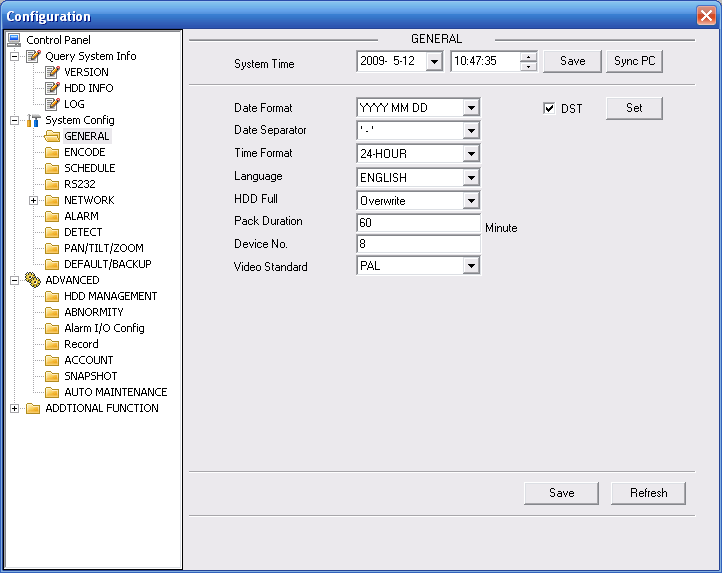 Configuration
Control Panel
Query System Info
VERSION
HDD INFO
LOG
System Config
GENERAL
ENCODE
SCHEDULE
RS232
NETWORK
ALARM
DETECT
PAN/TILT/ZOOM
DEFAULT/BACKUP
ADVANCED
HDD MANAGEMENT
ABNORMITY
Alarm I/O Config
Record
ACCOUNT
SNAPSHOT
AUTO MAINTENANCE
ADDTIONAL FUNCTION
GENERAL
System Time 2009- 5-12 10:47:35 Save Sync PC
Date Format YYYY MM DD DST Set
Date Separator ' - '
Time Format 24-HOUR
Language ENGLISH
HDD Full Overwrite
Pack Duration 60 Minute
Device No. 8
Video Standard PAL
Save Refresh